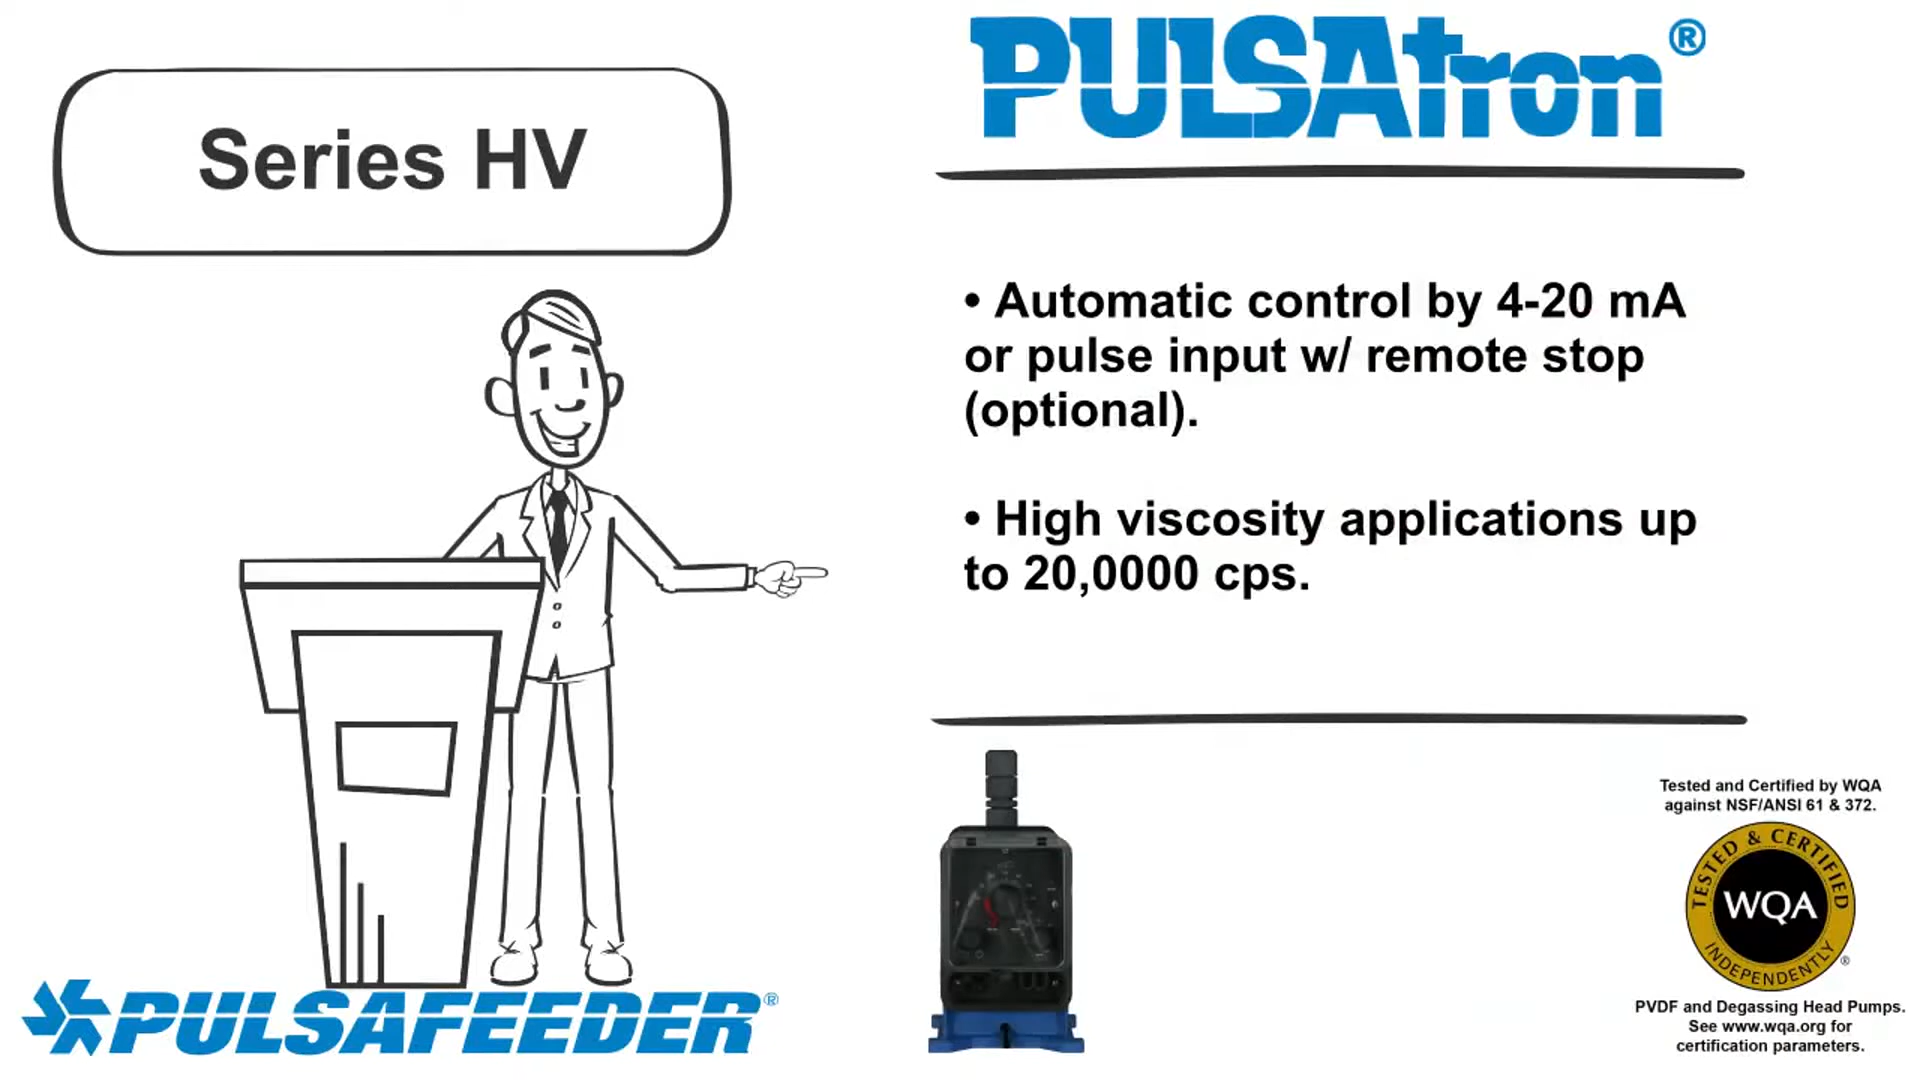 Series HV
PULSAtron®
• Automatic control by 4-20 mA
or pulse input w/ remote stop
(optional).
• High viscosity applications up
to 20,0000 cps.
Tested and Certified by WQA
against NSF/ANSI 61 & 372.
TESTED & CERTIFIED
WQA
INDEPENDENTLY
®
PVDF and Degassing Head Pumps.
See www.wqa.org for
certification parameters.
PULSAFEEDER®